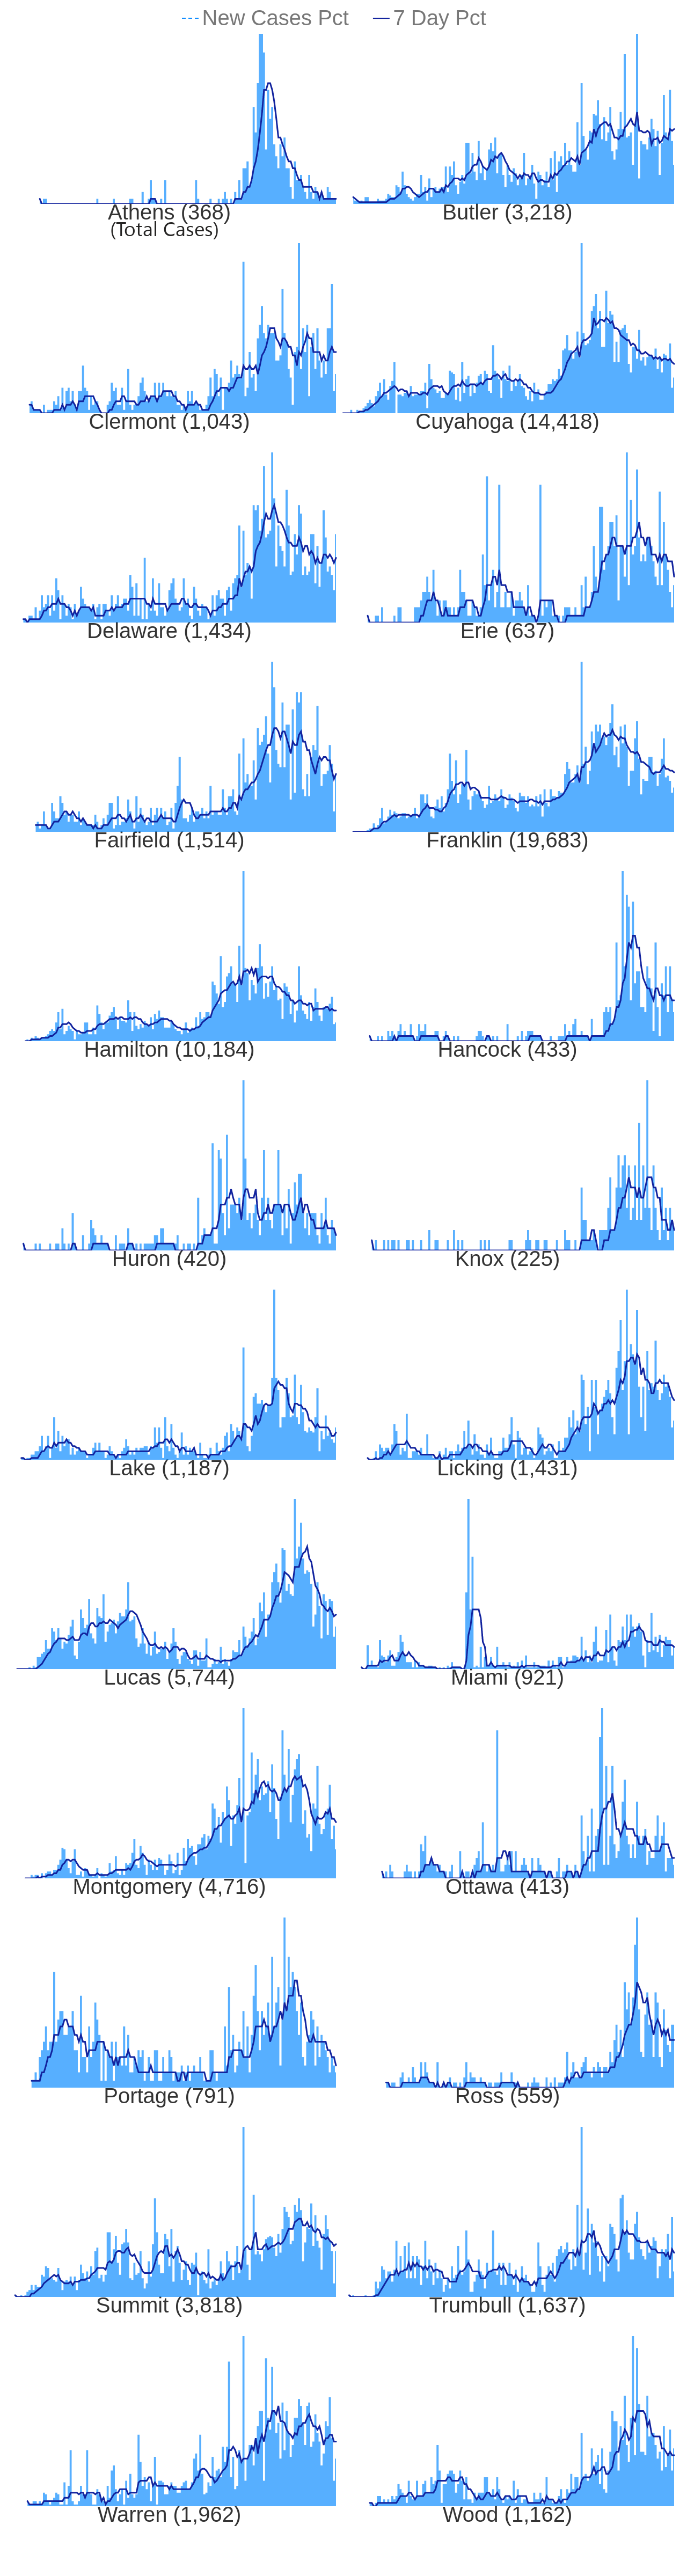 New Cases Pct 7 Day Pct
Athens (368) Butler (3,218)
(Total Cases)
Clermont (1,043) Cuyahoga (14,418)
Delaware (1,434) Erie (637)
Fairfield (1,514) Franklin (19,683)
Hamilton (10,184) Hancock (433)
Huron (420) Knox (225)
Lake (1,187) Licking (1,431)
Lucas (5,744) Miami (921)
Montgomery (4,716) Ottawa (413)
Portage (791) Ross (559)
Summit (3,818) Trumbull (1,637)
Warren (1,962) Wood (1,162)